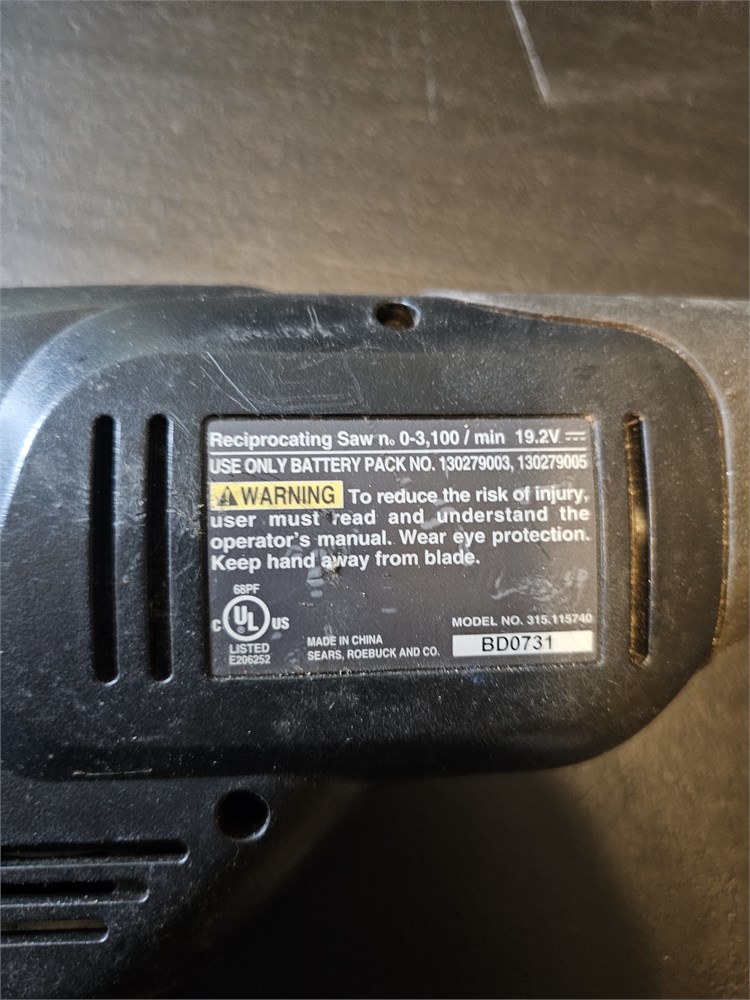 Reciprocating Saw n₀ 0-3,100 / min 19.2V ⎓
USE ONLY BATTERY PACK NO. 130279003, 130279005
⚠ WARNING To reduce the risk of injury,
user must read and understand the
operator's manual. Wear eye protection.
Keep hand away from blade.
68PF
C UL US
LISTED
E206252
MADE IN CHINA
SEARS, ROEBUCK AND CO.
MODEL NO. 315.115740
BD0731